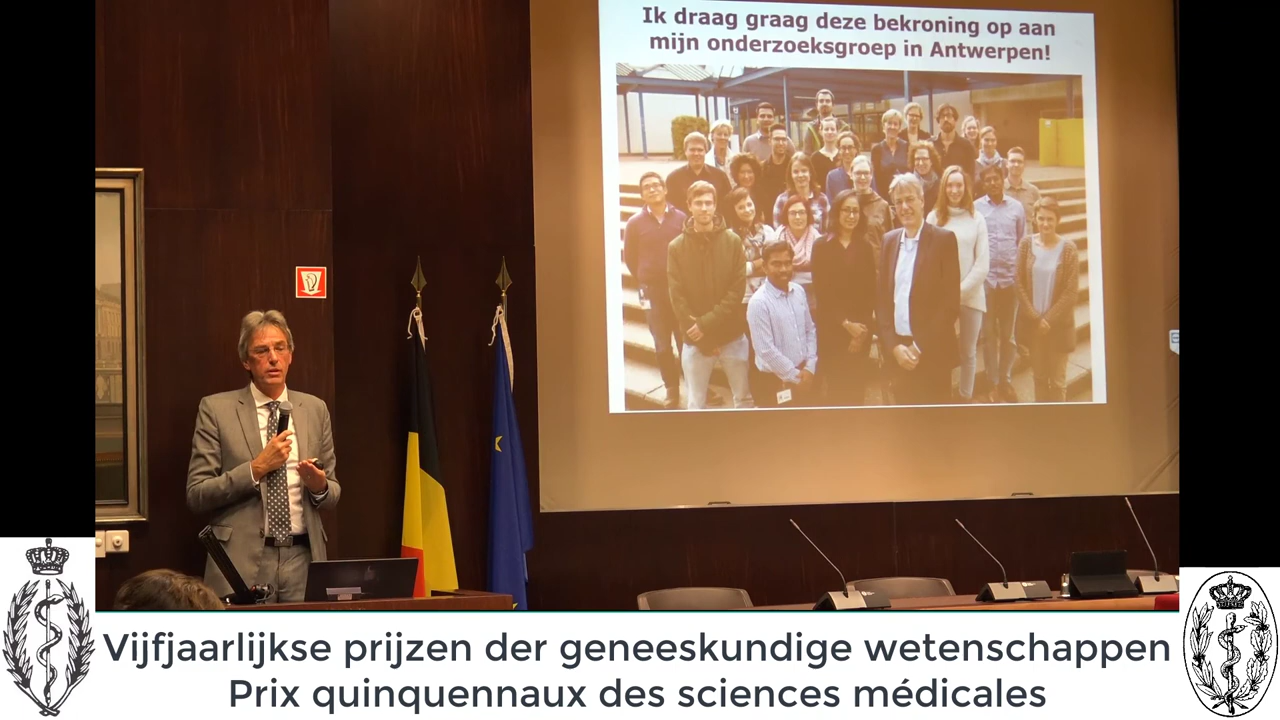 Ik draag graag deze bekroning op aan
mijn onderzoeksgroep in Antwerpen!
Vijfjaarlijkse prijzen der geneeskundige wetenschappen
Prix quinquennaux des sciences médicales